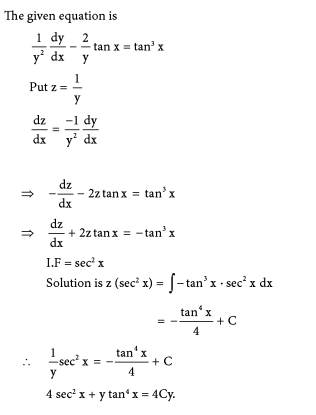 The given equation is
1/y² dy/dx − 2/y tan x = tan³ x
Put z = 1/y
dz/dx = −1/y² dy/dx
⇒ −dz/dx − 2z tan x = tan³ x
⇒ dz/dx + 2z tan x = −tan³ x
I.F = sec² x
Solution is z (sec² x) = ∫−tan³ x · sec² x dx
= −tan⁴ x/4 + C
∴ 1/y sec² x = −tan⁴ x/4 + C
4 sec² x + y tan⁴ x = 4Cy.